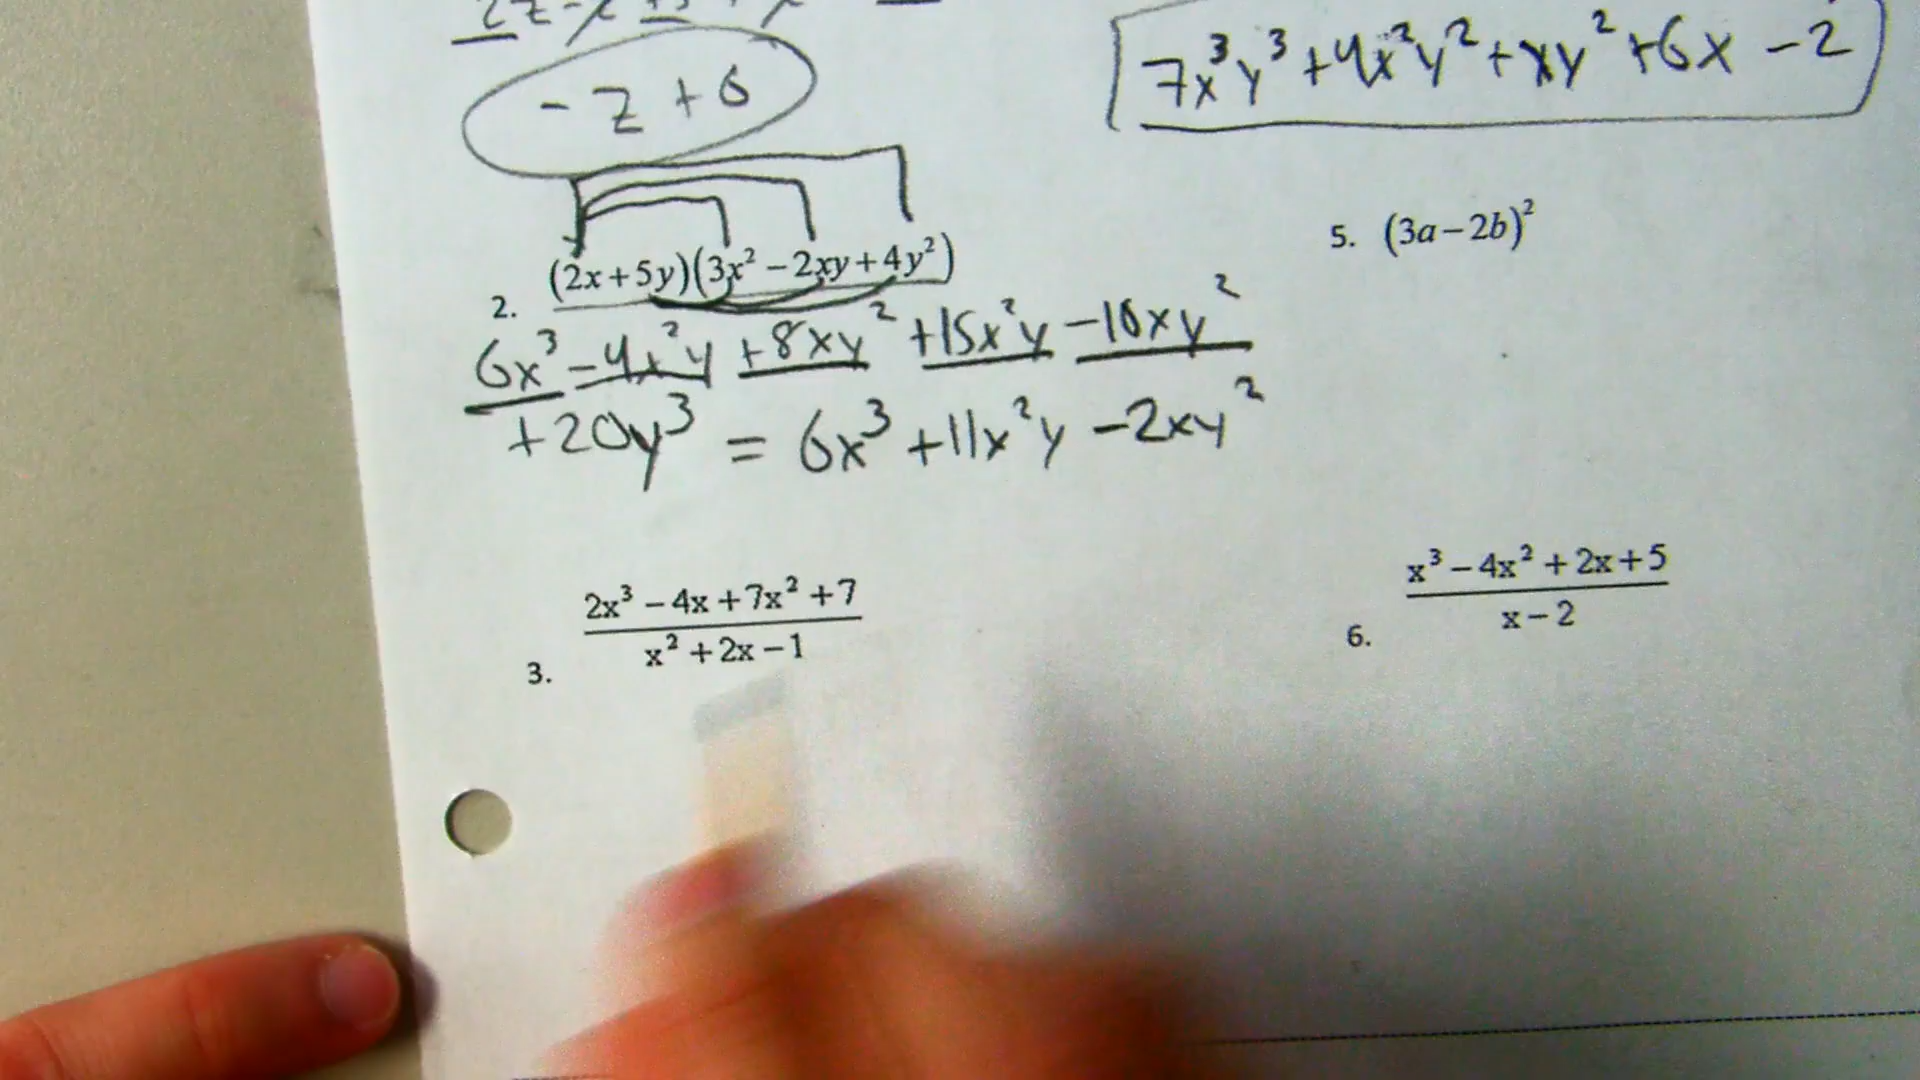 - z + 6
7x³y³ + 4x²y² + xy² + 6x - 2
2. (2x+5y)(3x² - 2xy + 4y²)
6x³ - 4x²y + 8xy² + 15x²y - 10xy²
+ 20y³ = 6x³ + 11x²y - 2xy²
5. (3a - 2b)²
3. 2x³ - 4x + 7x² + 7
x² + 2x - 1
6. x³ - 4x² + 2x + 5
x - 2